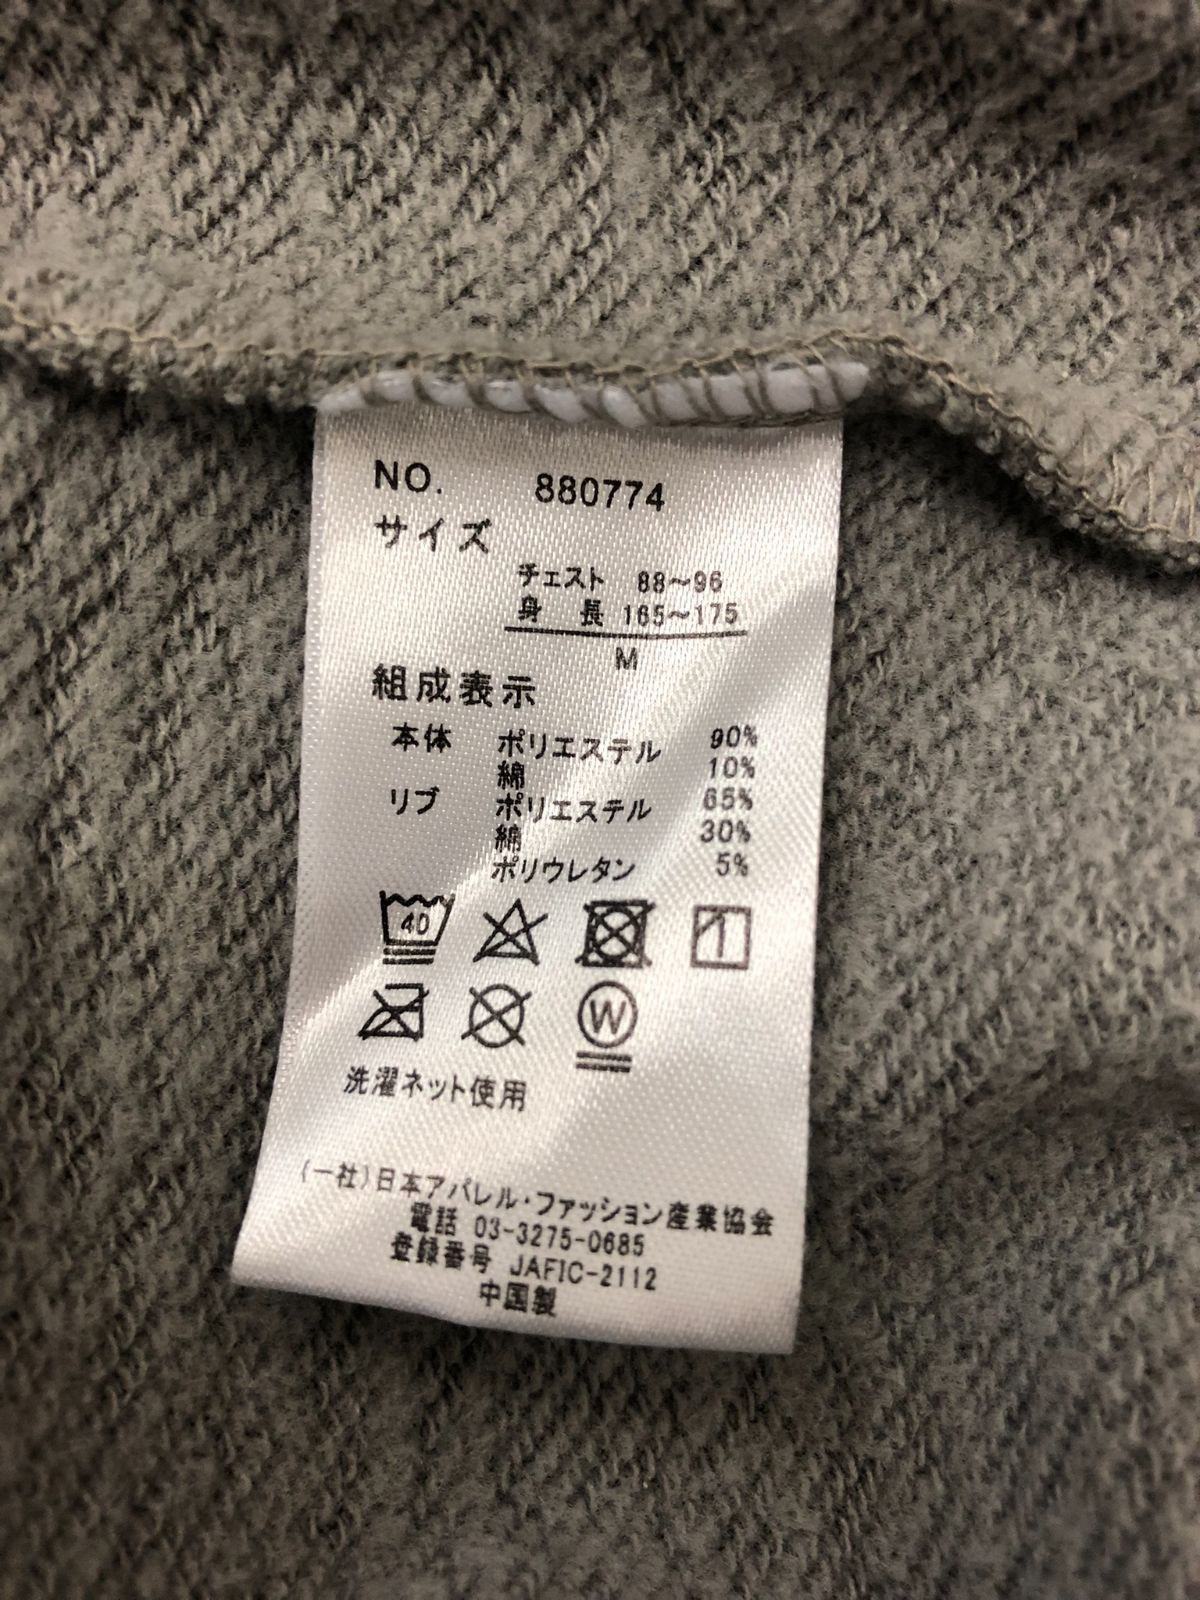 NO. 880774
サイズ
チェスト 88～96
身 長 165～175
M
組成表示
本体 ポリエステル 90%
綿 10%
リブ ポリエステル 65%
綿 30%
ポリウレタン 5%
40
W
洗濯ネット使用
(一社)日本アパレル・ファッション産業協会
電話 03-3275-0685
登録番号 JAFIC-2112
中国製